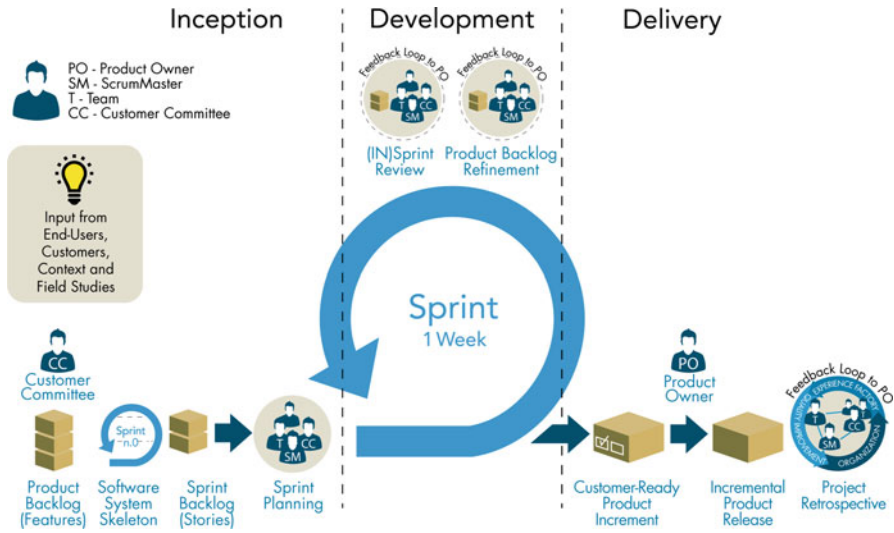 Inception
Development
Delivery
PO - Product Owner
SM - ScrumMaster
T - Team
CC - Customer Committee
Input from
End-Users,
Customers,
Context and
Field Studies
Feedback Loop to PO
T
CC
SM
(IN)Sprint
Review
Feedback Loop to PO
T
CC
SM
Product Backlog
Refinement
Sprint
1 Week
CC
Customer
Committee
Product
Backlog
(Features)
Sprint
n.0
Software
System
Skeleton
Sprint
Backlog
(Stories)
T
CC
SM
Sprint
Planning
Customer-Ready
Product
Increment
PO
Product
Owner
Incremental
Product
Release
Feedback Loop to PO
QUALITY IMPROVEMENT
EXPERIENCE FACTORY
ORGANIZATION
T
T
CC
SM
Project
Retrospective